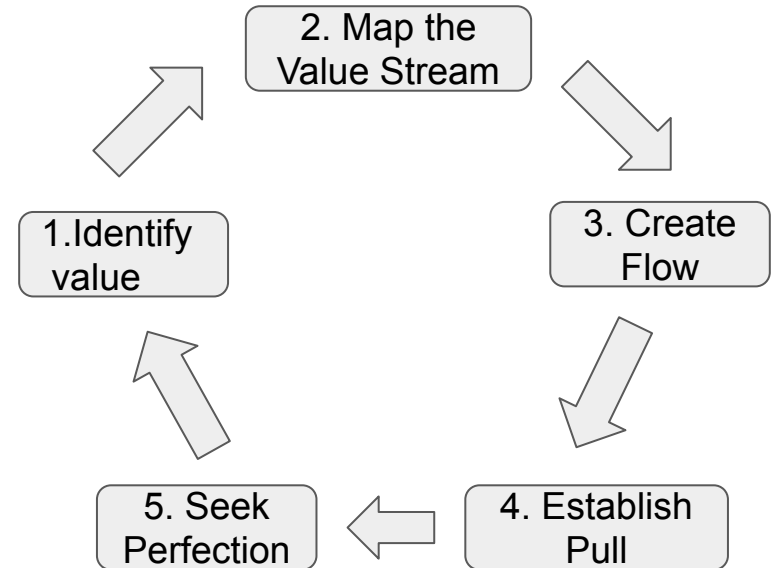 1.Identify
value
2. Map the
Value Stream
3. Create
Flow
4. Establish
Pull
5. Seek
Perfection